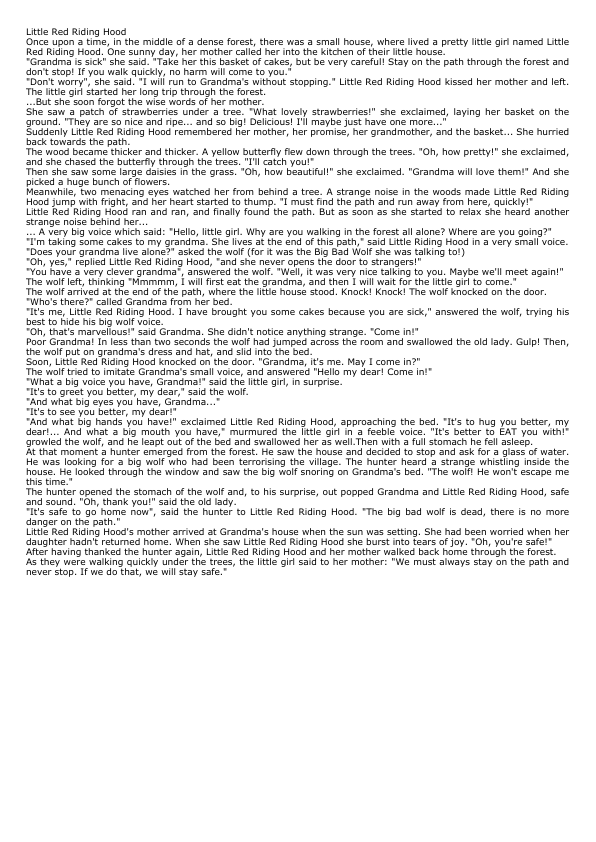 Little Red Riding Hood
Once upon a time, in the middle of a dense forest, there was a small house, where lived a pretty little girl named Little
Red Riding Hood. One sunny day, her mother called her into the kitchen of their little house.
"Grandma is sick" she said. "Take her this basket of cakes, but be very careful! Stay on the path through the forest and
don't stop! If you walk quickly, no harm will come to you."
"Don't worry", she said. "I will run to Grandma's without stopping." Little Red Riding Hood kissed her mother and left.
The little girl started her long trip through the forest.
...But she soon forgot the wise words of her mother.
She saw a patch of strawberries under a tree. "What lovely strawberries!" she exclaimed, laying her basket on the
ground. "They are so nice and ripe... and so big! Delicious! I'll maybe just have one more..."
Suddenly Little Red Riding Hood remembered her mother, her promise, her grandmother, and the basket... She hurried
back towards the path.
The wood became thicker and thicker. A yellow butterfly flew down through the trees. "Oh, how pretty!" she exclaimed,
and she chased the butterfly through the trees. "I'll catch you!"
Then she saw some large daisies in the grass. "Oh, how beautiful!" she exclaimed. "Grandma will love them!" And she
picked a huge bunch of flowers.
Meanwhile, two menacing eyes watched her from behind a tree. A strange noise in the woods made Little Red Riding
Hood jump with fright, and her heart started to thump. "I must find the path and run away from here, quickly!"
Little Red Riding Hood ran and ran, and finally found the path. But as soon as she started to relax she heard another
strange noise behind her...
... A very big voice which said: "Hello, little girl. Why are you walking in the forest all alone? Where are you going?"
"I'm taking some cakes to my grandma. She lives at the end of this path," said Little Red Riding Hood in a very small voice.
"Does your grandma live alone?" asked the wolf (for it was the Big Bad Wolf she was talking to!)
"Oh, yes," replied Little Red Riding Hood, "and she never opens the door to strangers!"
"You have a very clever grandma", answered the wolf. "Well, it was very nice talking to you. Maybe we'll meet again!"
The wolf left, thinking "Mmmmm, I will first eat the grandma, and then I will wait for the little girl to come."
The wolf arrived at the end of the path, where the little house stood. Knock! Knock! The wolf knocked on the door.
"Who's there?" called Grandma from her bed.
"It's me, Little Red Riding Hood. I have brought you some cakes because you are sick," answered the wolf, trying his
best to hide his big wolf voice.
"Oh, that's marvellous!" said Grandma. She didn't notice anything strange. "Come in!"
Poor Grandma! In less than two seconds the wolf had jumped across the room and swallowed the old lady. Gulp! Then,
the wolf put on grandma's dress and hat, and slid into the bed.
Soon, Little Red Riding Hood knocked on the door. "Grandma, it's me. May I come in?"
The wolf tried to imitate Grandma's small voice, and answered "Hello my dear! Come in!"
"What a big voice you have, Grandma!" said the little girl, in surprise.
"It's to greet you better, my dear," said the wolf.
"And what big eyes you have, Grandma..."
"It's to see you better, my dear!"
"And what big hands you have!" exclaimed Little Red Riding Hood, approaching the bed. "It's to hug you better, my
dear!... And what a big mouth you have," murmured the little girl in a feeble voice. "It's better to EAT you with!"
growled the wolf, and he leapt out of the bed and swallowed her as well.Then with a full stomach he fell asleep.
At that moment a hunter emerged from the forest. He saw the house and decided to stop and ask for a glass of water.
He was looking for a big wolf who had been terrorising the village. The hunter heard a strange whistling inside the
house. He looked through the window and saw the big wolf snoring on Grandma's bed. "The wolf! He won't escape me
this time."
The hunter opened the stomach of the wolf and, to his surprise, out popped Grandma and Little Red Riding Hood, safe
and sound. "Oh, thank you!" said the old lady.
"It's safe to go home now", said the hunter to Little Red Riding Hood. "The big bad wolf is dead, there is no more
danger on the path."
Little Red Riding Hood's mother arrived at Grandma's house when the sun was setting. She had been worried when her
daughter hadn't returned home. When she saw Little Red Riding Hood she burst into tears of joy. "Oh, you're safe!"
After having thanked the hunter again, Little Red Riding Hood and her mother walked back home through the forest.
As they were walking quickly under the trees, the little girl said to her mother: "We must always stay on the path and
never stop. If we do that, we will stay safe."